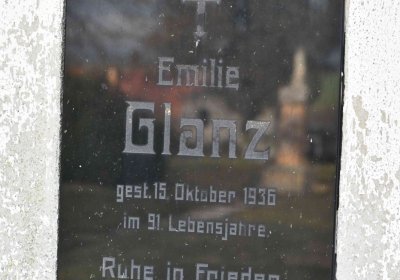 Emilie
Glanz
gest. 15. Oktober 1936
im 91. Lebensjahre.
Ruhe in Frieden